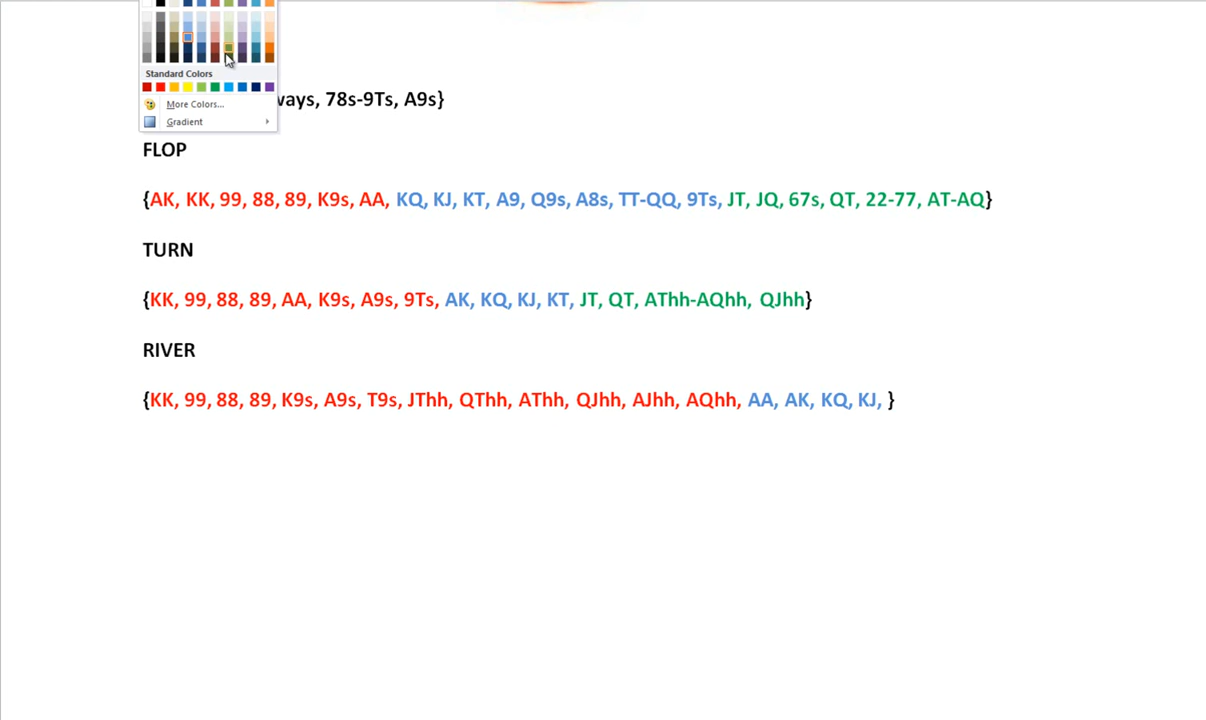 Standard Colors
78s-9Ts, A9s}
More Colors...
Gradient
FLOP
{AK, KK, 99, 88, 89, K9s, AA, KQ, KJ, KT, A9, Q9s, A8s, TT-QQ, 9Ts, JT, JQ, 67s, QT, 22-77, AT-AQ}
TURN
{KK, 99, 88, 89, AA, K9s, A9s, 9Ts, AK, KQ, KJ, KT, JT, QT, AThh-AQhh, QJhh}
RIVER
{KK, 99, 88, 89, K9s, A9s, T9s, JThh, QThh, AThh, QJhh, AJhh, AQhh, AA, AK, KQ, KJ, }